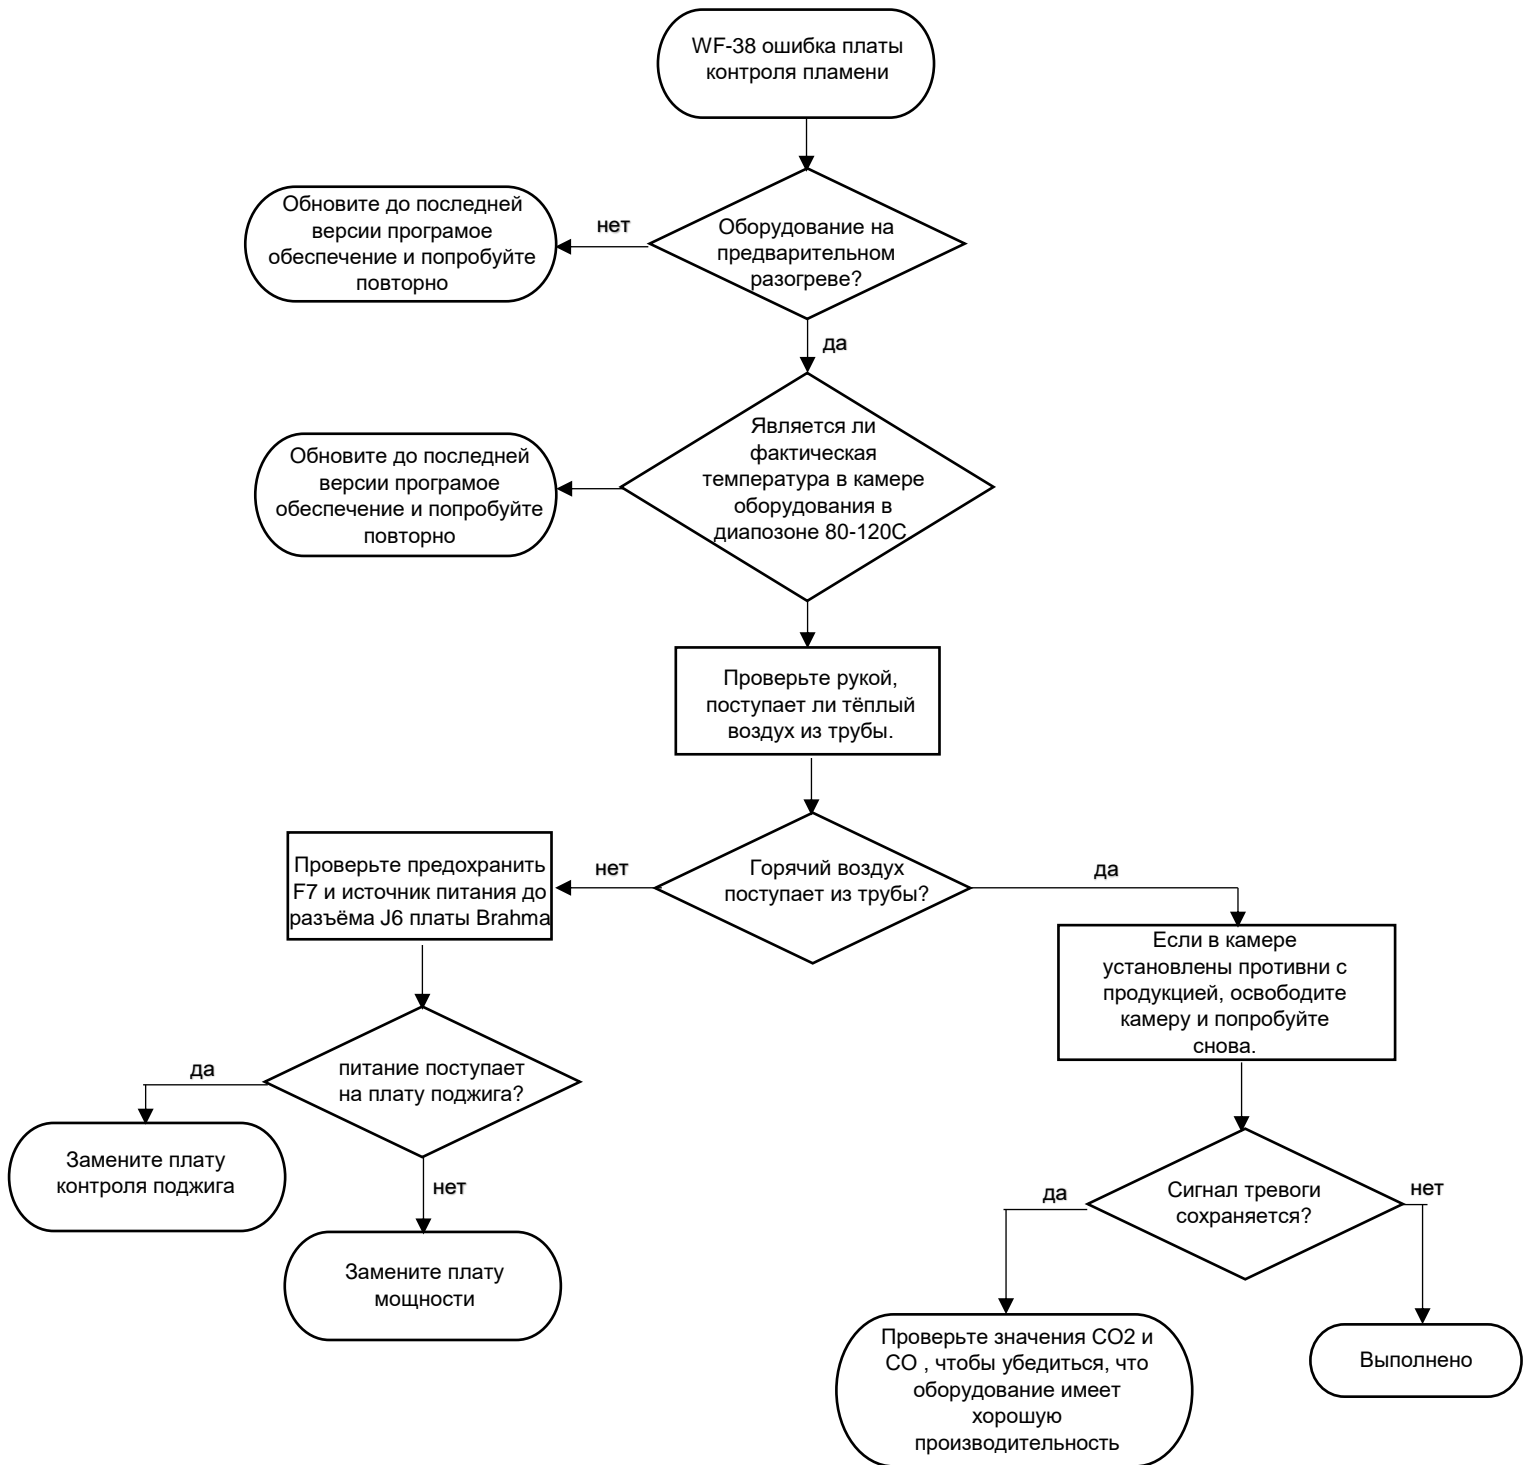 WF-38 ошибка платы
контроля пламени
Обновите до последней
версии програмое
обеспечение и попробуйте
повторно
нет
Оборудование на
предварительном
разогреве?
да
Обновите до последней
версии програмое
обеспечение и попробуйте
повторно
Является ли
фактическая
температура в камере
оборудования в
диапозоне 80-120С
Проверьте рукой,
поступает ли тёплый
воздух из трубы.
Проверьте предохранить
F7 и источник питания до
разъёма J6 платы Brahma
нет
Горячий воздух
поступает из трубы?
да
Если в камере
установлены противни с
продукцией, освободите
камеру и попробуйте
снова.
да
питание поступает
на плату поджига?
Замените плату
контроля поджига
нет
Замените плату
мощности
да
Сигнал тревоги
сохраняется?
нет
Проверьте значения CO2 и
CO , чтобы убедиться, что
оборудование имеет
хорошую
производительность
Выполнено